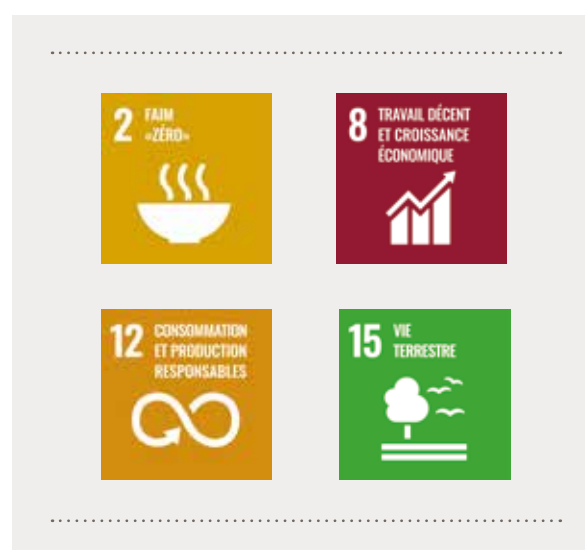 2 FAIM
«ZÉRO»
8 TRAVAIL DÉCENT
ET CROISSANCE
ÉCONOMIQUE
12 CONSOMMATION
ET PRODUCTION
RESPONSABLES
15 VIE
TERRESTRE